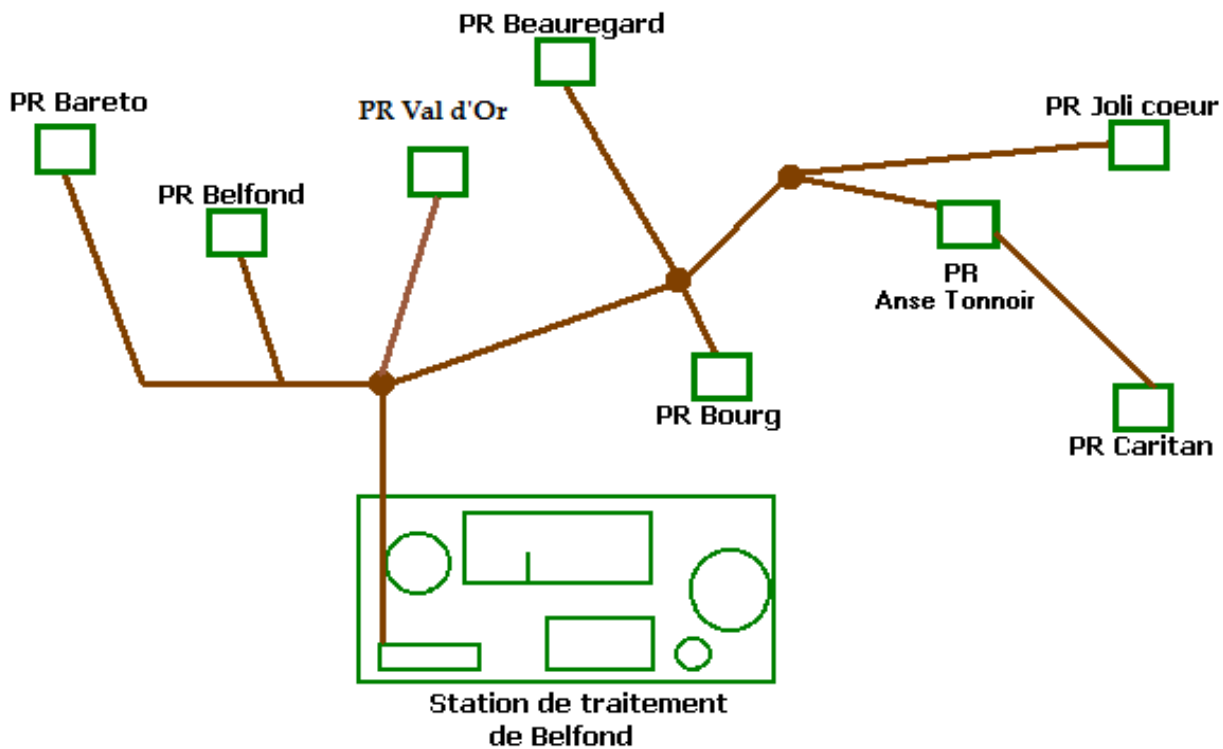 PR Beauregard
PR Bareto
PR Val d'Or
PR Joli coeur
PR Belfond
PR
Anse Tonnoir
PR Bourg
PR Caritan
Station de traitement
de Belfond